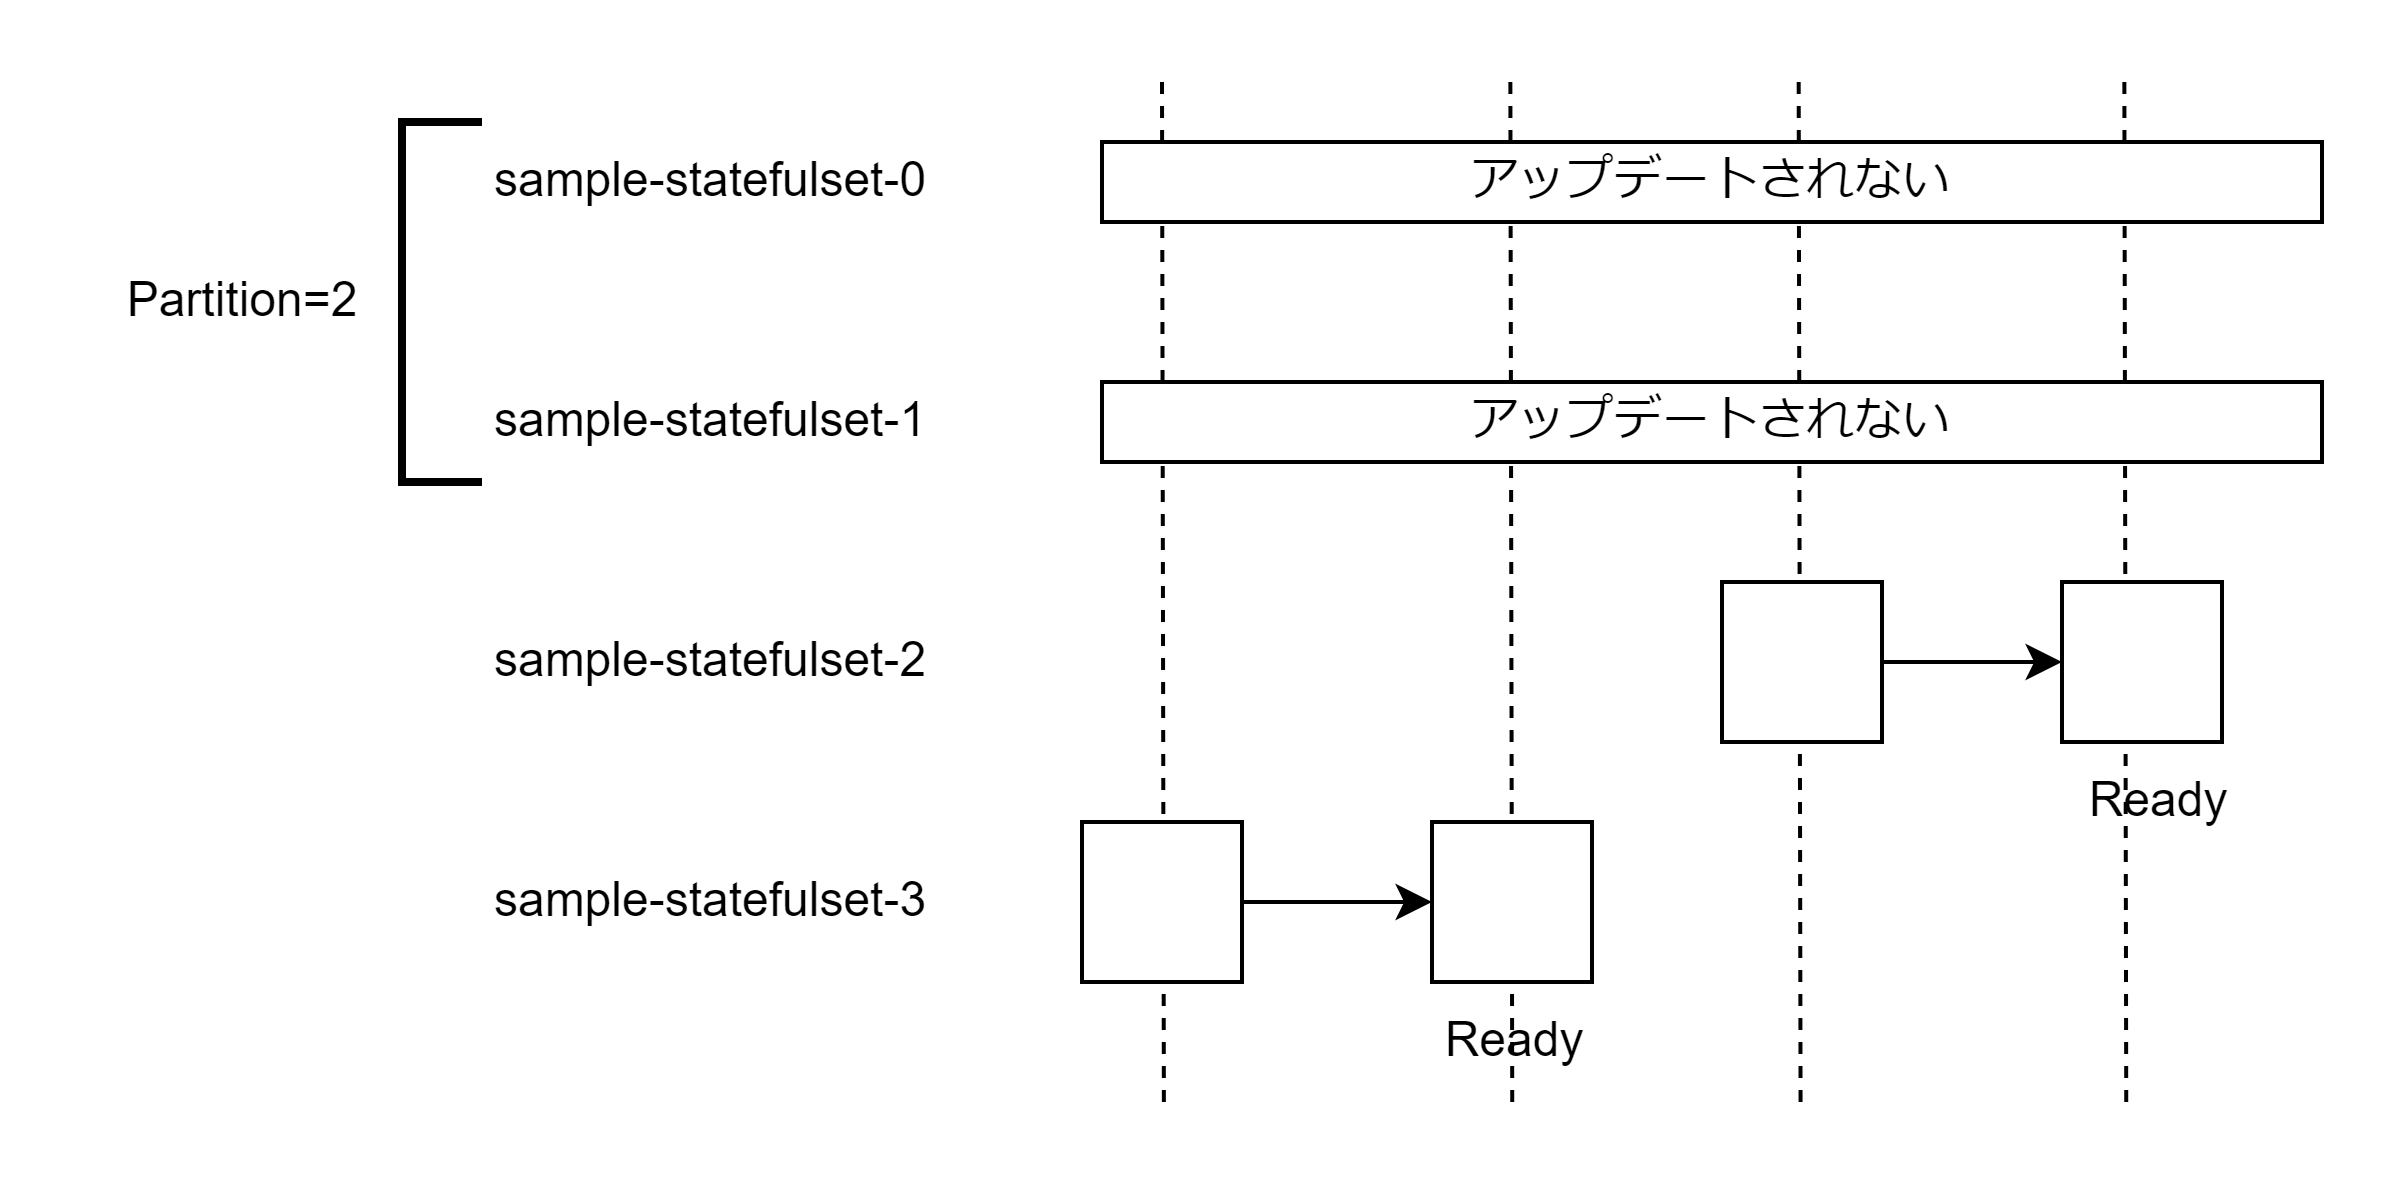 sample-statefulset-0
アップデートされない
Partition=2
sample-statefulset-1
アップデートされない
sample-statefulset-2
Ready
sample-statefulset-3
Ready